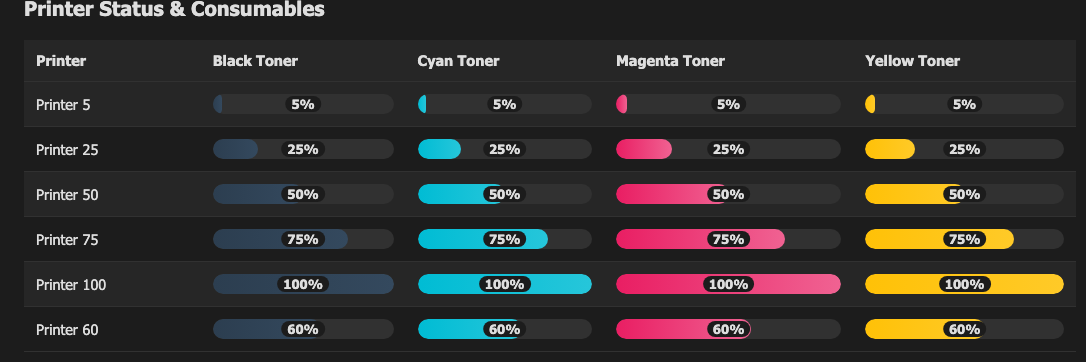 Printer Status & Consumables
Printer Black Toner Cyan Toner Magenta Toner Yellow Toner
Printer 5 5% 5% 5% 5%
Printer 25 25% 25% 25% 25%
Printer 50 50% 50% 50% 50%
Printer 75 75% 75% 75% 75%
Printer 100 100% 100% 100% 100%
Printer 60 60% 60% 60% 60%